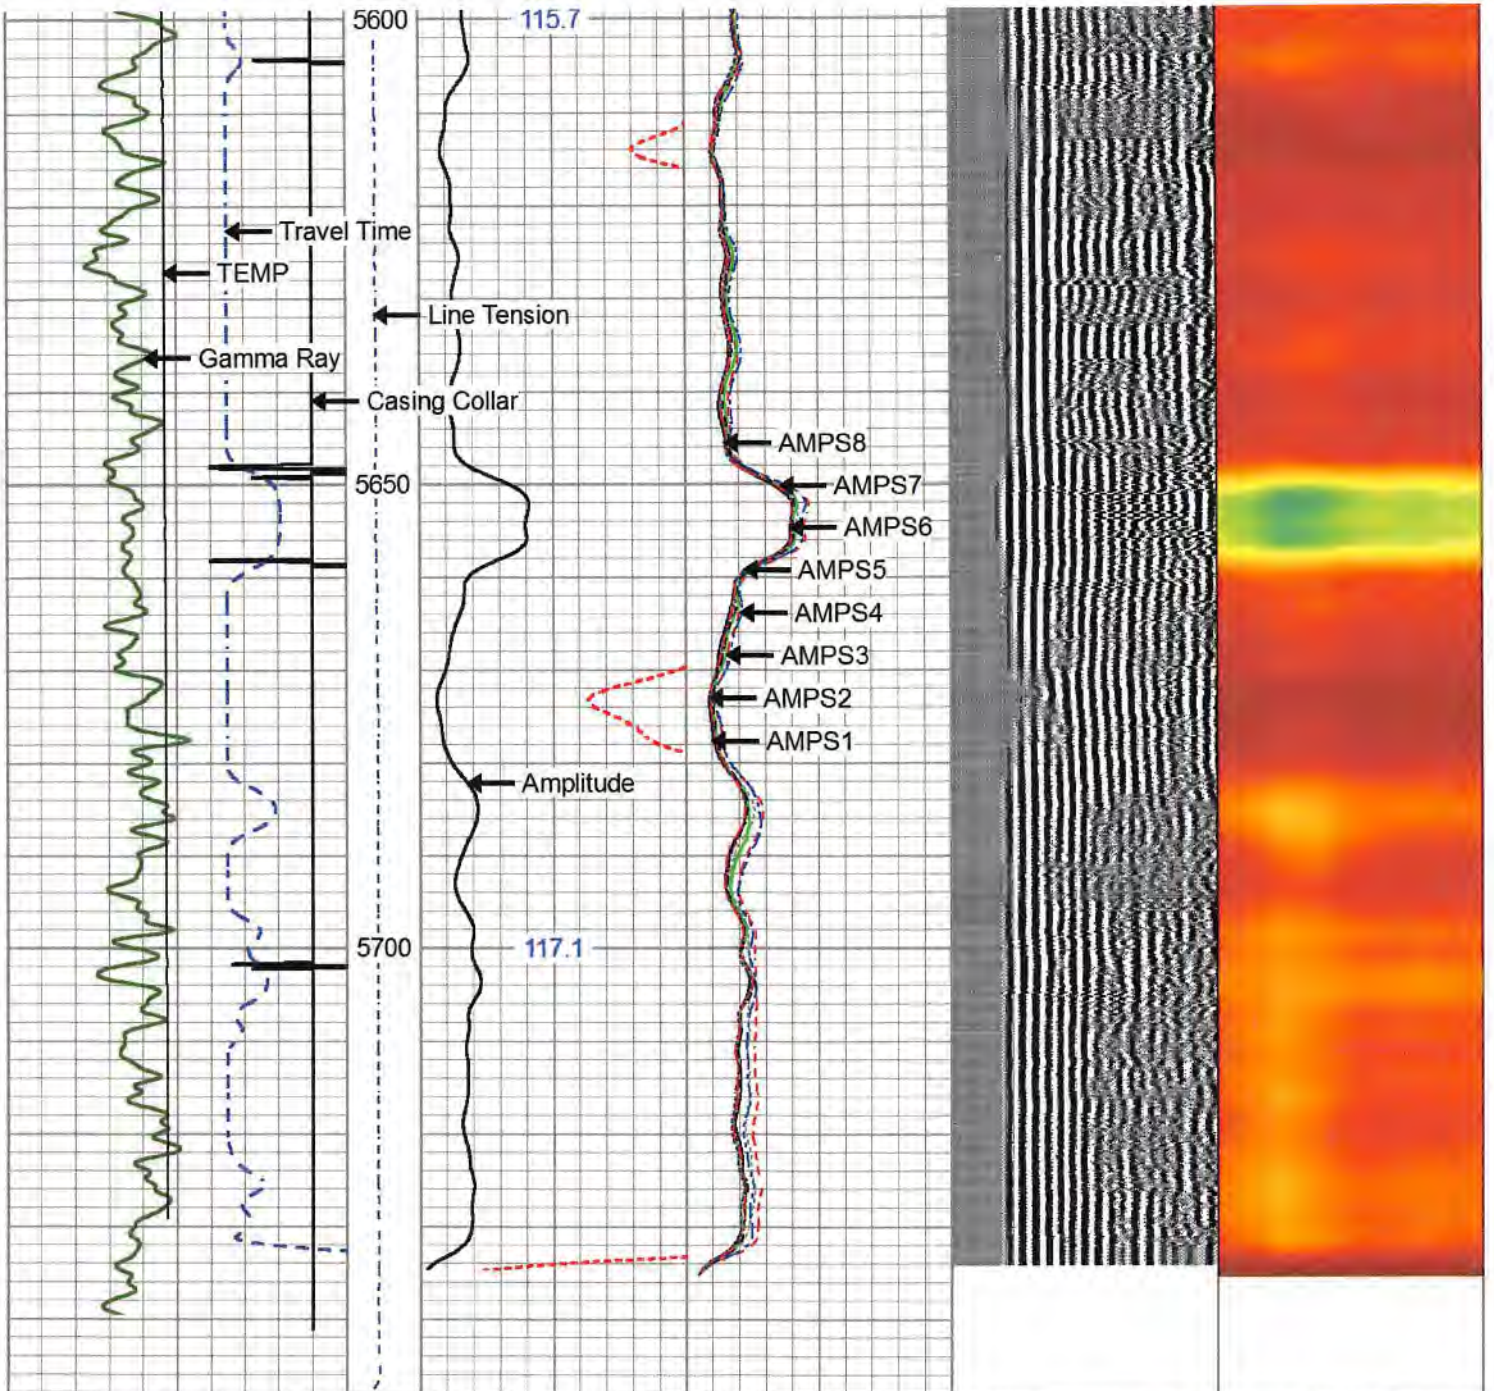 5600
115.7
Travel Time
TEMP
Line Tension
Gamma Ray
Casing Collar
AMPS8
5650
AMPS7
AMPS6
AMPS5
AMPS4
AMPS3
AMPS2
AMPS1
Amplitude
5700
117.1